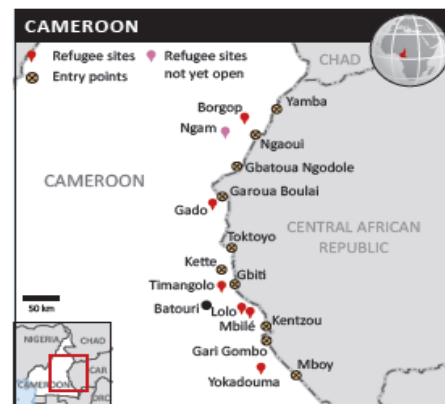 CAMEROON
Refugee sites
Refugee sites
not yet open
Entry points
CHAD
Yamba
Borgop
Ngam
Ngaoui
Gbatoua Ngodole
CAMEROON
Garoua Boulai
Gado
CENTRAL AFRICAN
REPUBLIC
Toktoyo
Kette
Gbiti
Timangolo
50 km
Batouri
Lolo
Mbilé
Kentzou
Gari Gombo
Mboy
Yokadouma
NIGERIA
CHAD
CAR
CAMEROON
DRC